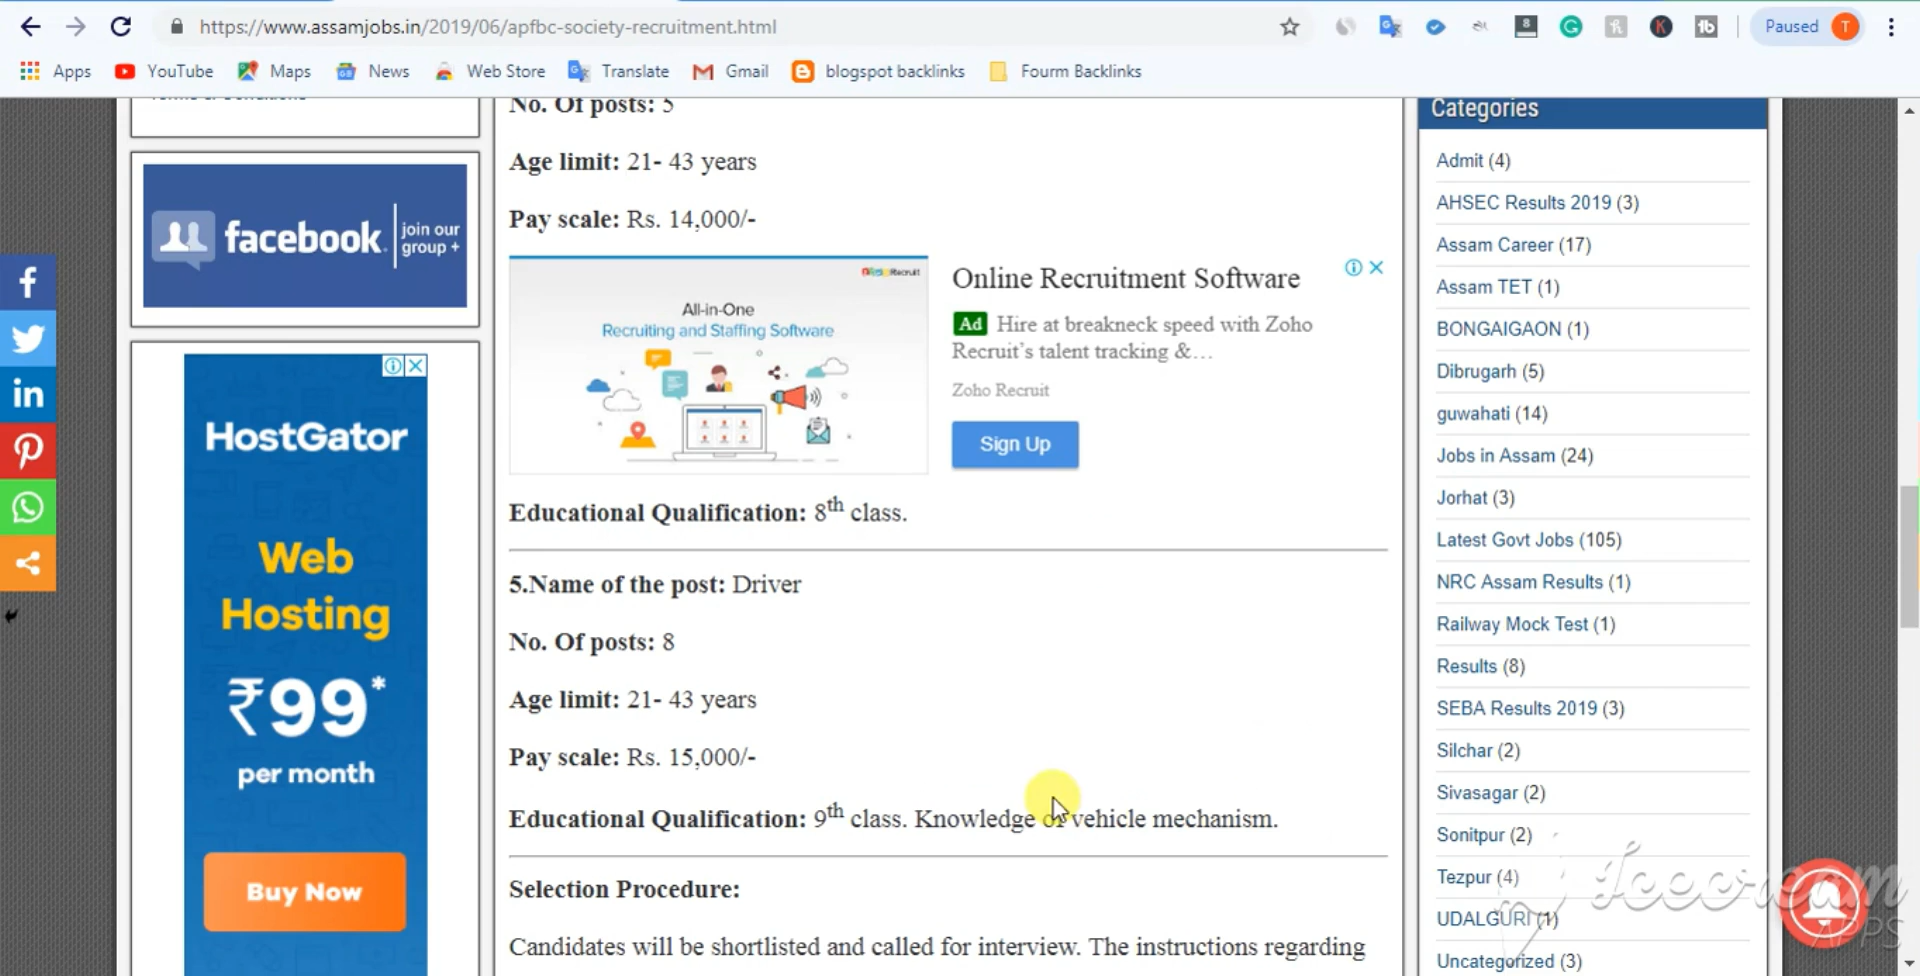 https://www.assamjobs.in/2019/06/apfbc-society-recruitment.html
Paused
T
Apps
YouTube
Maps
News
Web Store
Translate
Gmail
blogspot backlinks
Fourm Backlinks
Terms & Conditions
facebook.
join our
group +
HostGator
Web
Hosting
₹99*
per month
Buy Now
No. Of posts: 5
Age limit: 21- 43 years
Pay scale: Rs. 14,000/-
All-in-One
Recruiting and Staffing Software
Online Recruitment Software
Ad Hire at breakneck speed with Zoho
Recruit's talent tracking &...
Zoho Recruit
Sign Up
Educational Qualification: 8th class.
5.Name of the post: Driver
No. Of posts: 8
Age limit: 21- 43 years
Pay scale: Rs. 15,000/-
Educational Qualification: 9th class. Knowledge of vehicle mechanism.
Selection Procedure:
Candidates will be shortlisted and called for interview. The instructions regarding
Categories
Admit (4)
AHSEC Results 2019 (3)
Assam Career (17)
Assam TET (1)
BONGAIGAON (1)
Dibrugarh (5)
guwahati (14)
Jobs in Assam (24)
Jorhat (3)
Latest Govt Jobs (105)
NRC Assam Results (1)
Railway Mock Test (1)
Results (8)
SEBA Results 2019 (3)
Silchar (2)
Sivasagar (2)
Sonitpur (2)
Tezpur (4)
UDALGURI (1)
Uncategorized (3)
Icecream
APPS